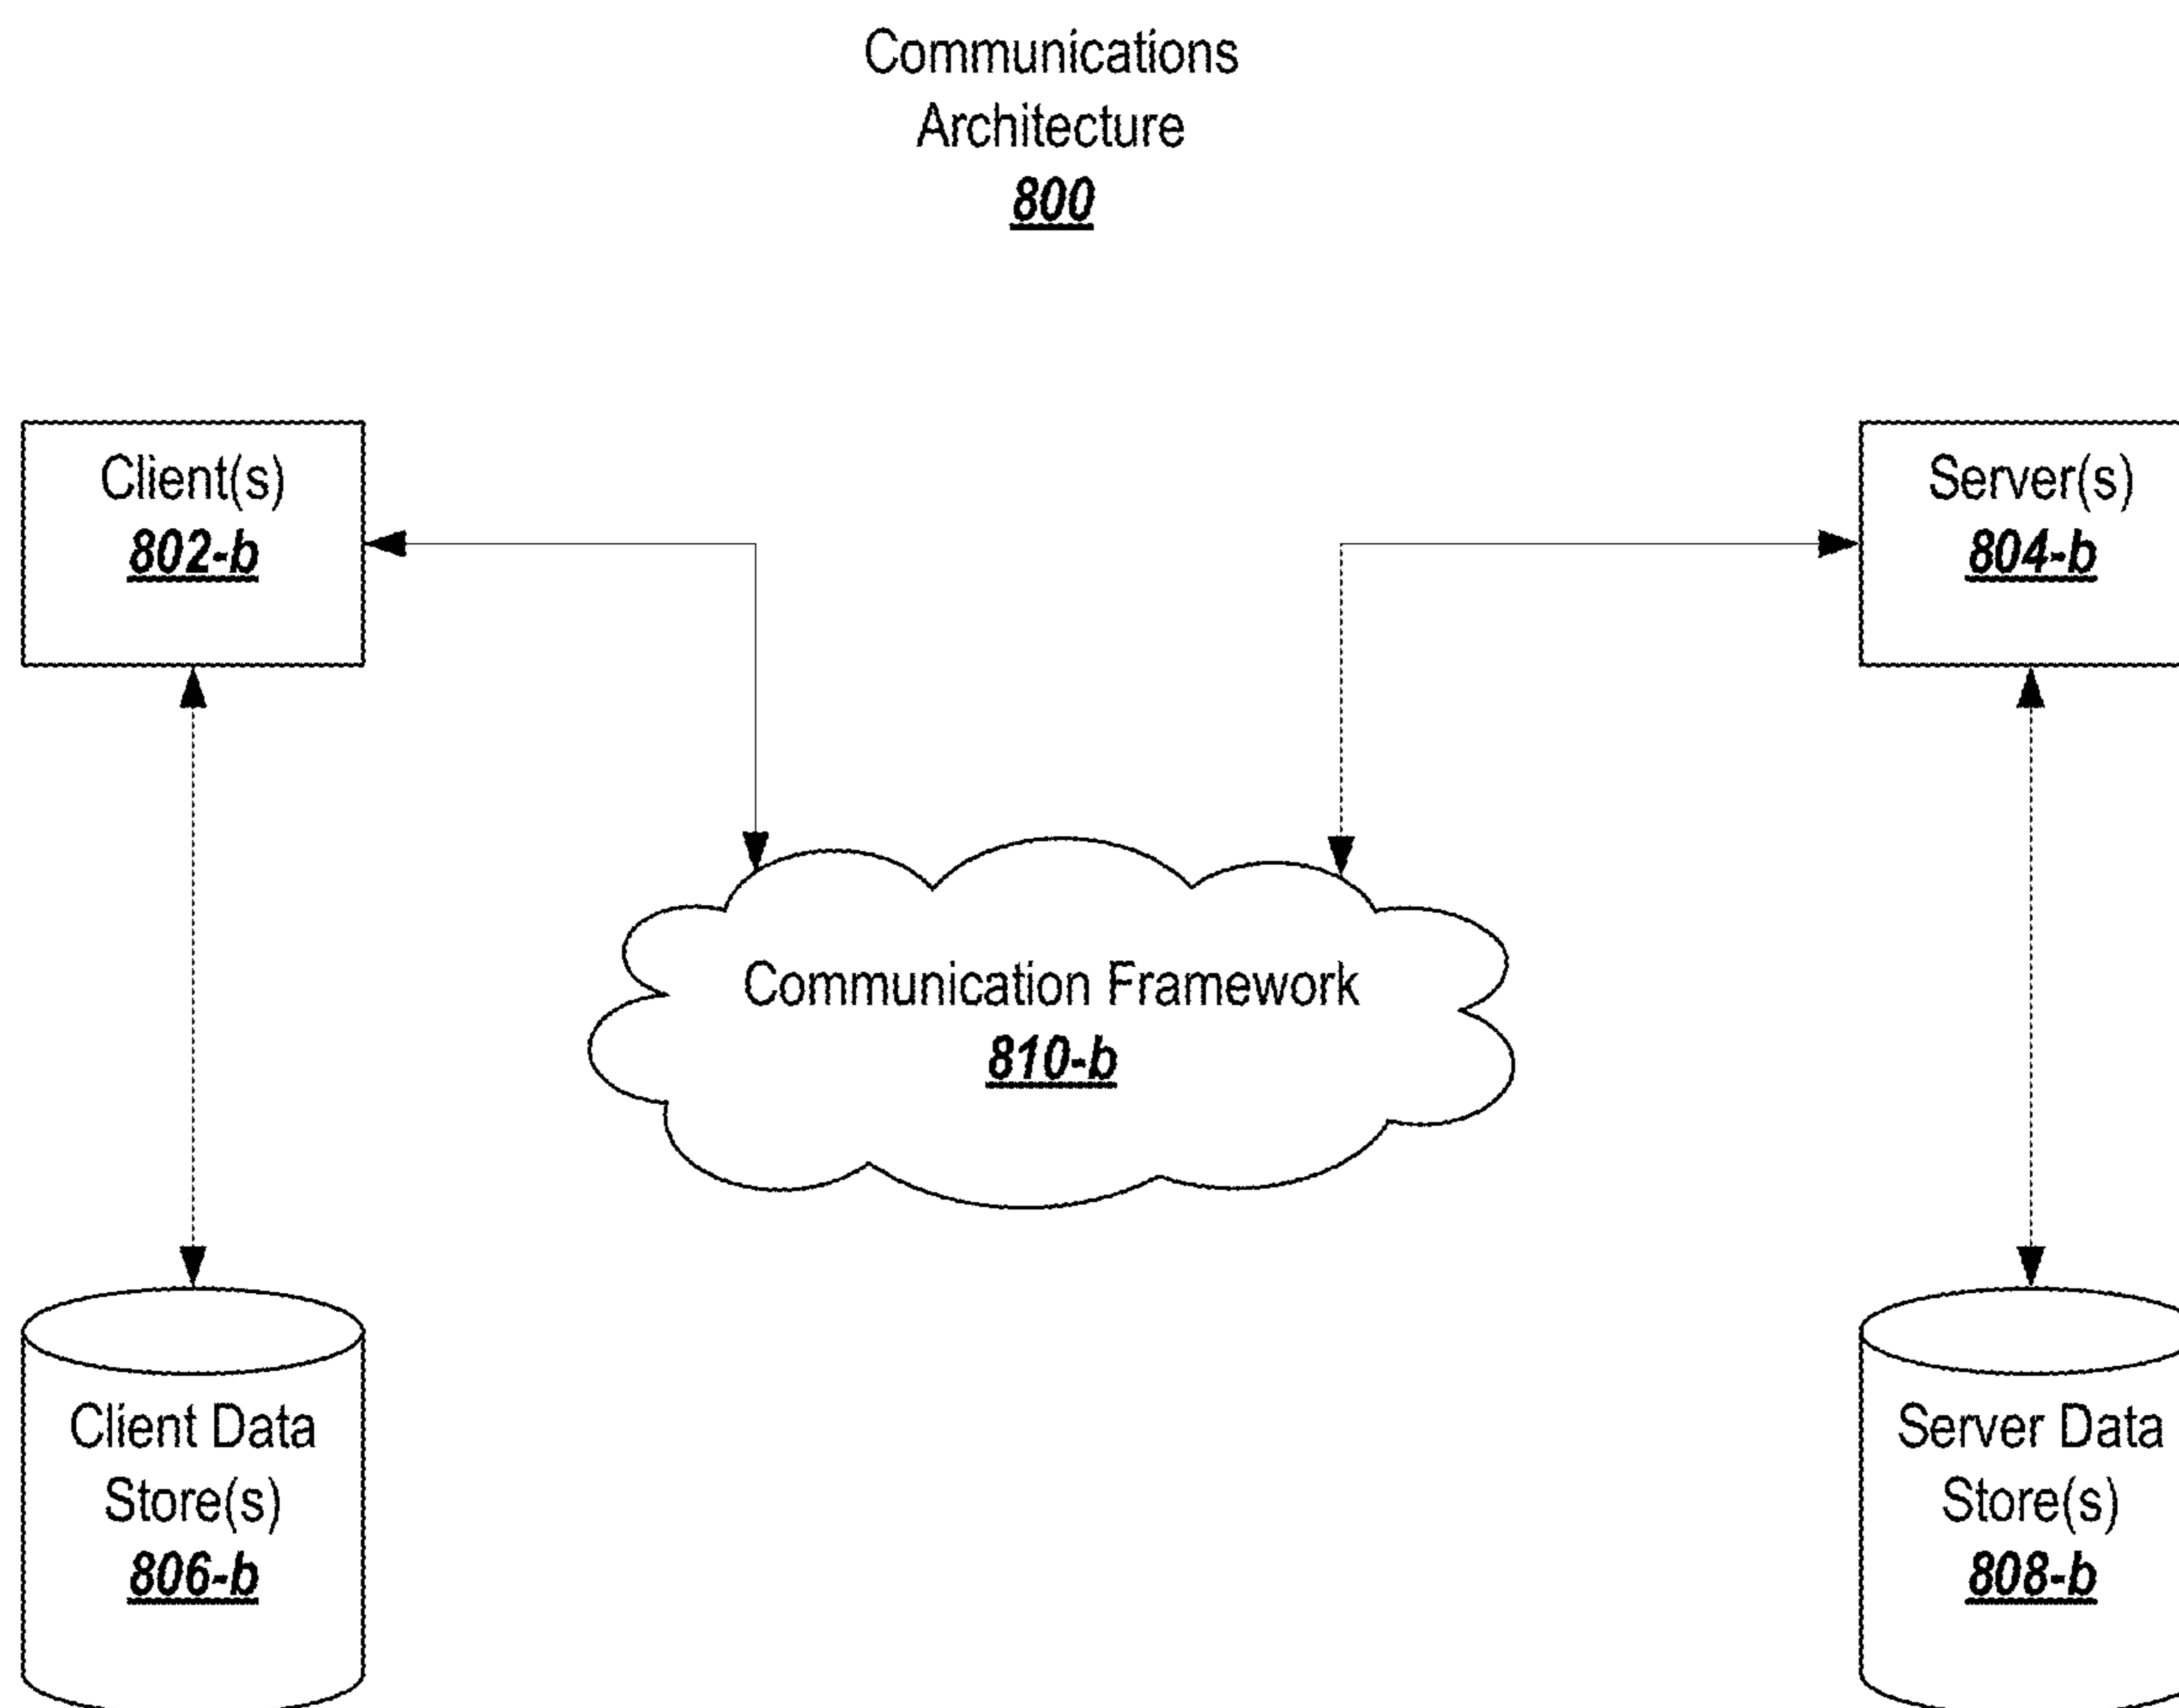 Communications
Architecture
800
Client(s)
802-b
Server(s)
804-b
Communication Framework
810-b
Client Data
Store(s)
806-b
Server Data
Store(s)
808-b